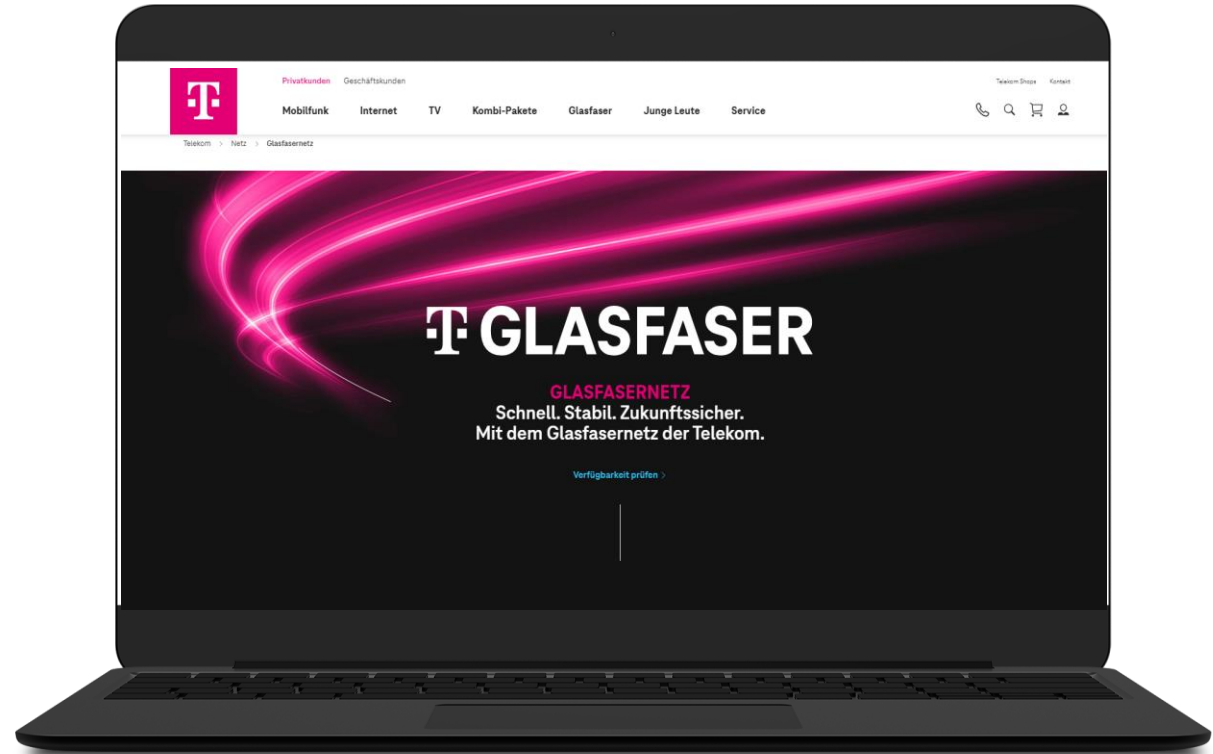 Privatkunden Geschäftskunden
Telekom Shops Kontakt
Mobilfunk Internet TV Kombi-Pakete Glasfaser Junge Leute Service
Telekom > Netz > Glasfasernetz
T GLASFASER
GLASFASERNETZ
Schnell. Stabil. Zukunftssicher.
Mit dem Glasfasernetz der Telekom.
Verfügbarkeit prüfen >